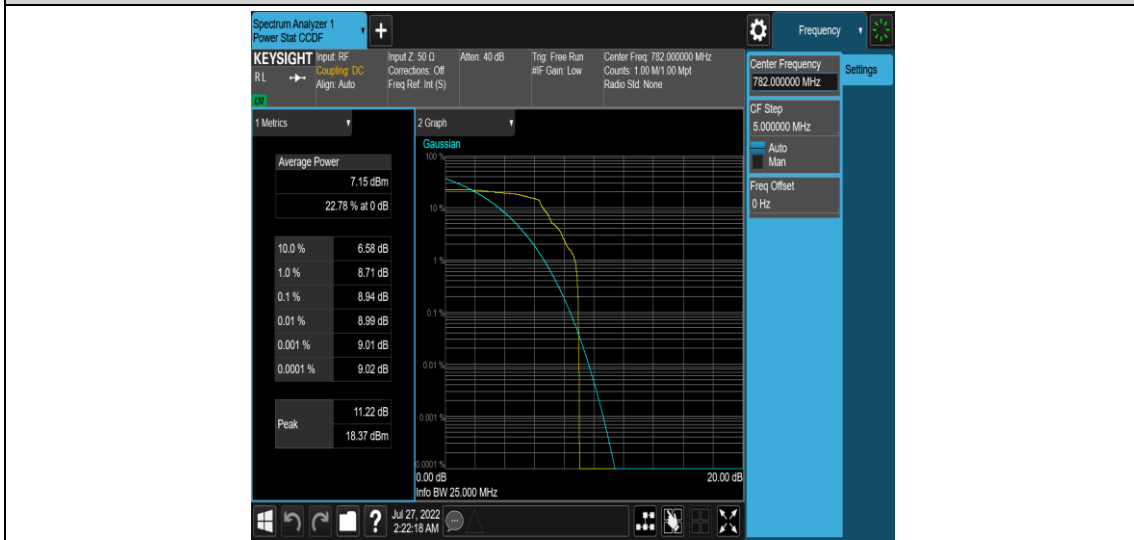 Spectrum Analyzer 1
Power Stat CCDF
+
Frequency
KEYSIGHT
RL
LXI
Input: RF
Coupling: DC
Align: Auto
Input Z: 50 Ω
Corrections: Off
Freq Ref: Int (S)
Atten: 40 dB
Trig: Free Run
#IF Gain: Low
Center Freq: 782.000000 MHz
Counts: 1.00 M/1.00 Mpt
Radio Std: None
Center Frequency
782.000000 MHz
Settings
CF Step
5.000000 MHz
Auto
Man
Freq Offset
0 Hz
1 Metrics
Average Power
7.15 dBm
22.78 % at 0 dB
10.0 % 6.58 dB
1.0 % 8.71 dB
0.1 % 8.94 dB
0.01 % 8.99 dB
0.001 % 9.01 dB
0.0001 % 9.02 dB
Peak
11.22 dB
18.37 dBm
2 Graph
Gaussian
100 %
10 %
1 %
0.1 %
0.01 %
0.001 %
0.0001 %
0.00 dB 20.00 dB
Info BW 25.000 MHz
?
Jul 27, 2022
2:22:18 AM